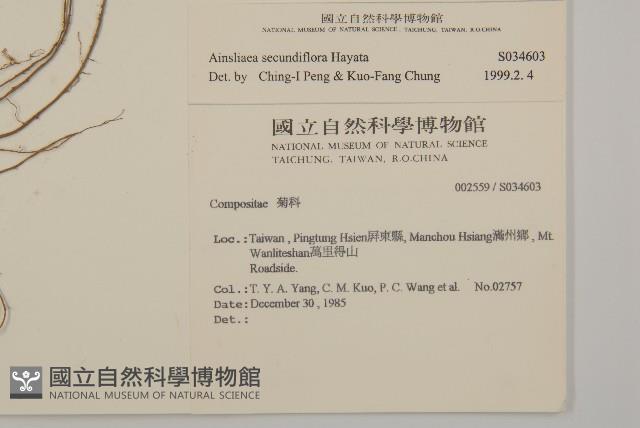 國立自然科學博物館
NATIONAL MUSEUM OF NATURAL SCIENCE, TAICHUNG, TAIWAN, R.O.CHINA
Ainsliaea secundiflora Hayata S034603
Det. by Ching-I Peng & Kuo-Fang Chung 1999.2. 4
國立自然科學博物館
NATIONAL MUSEUM OF NATURAL SCIENCE
TAICHUNG, TAIWAN, R.O.CHINA
002559 / S034603
Compositae 菊科
Loc.: Taiwan , Pingtung Hsien屏東縣, Manchou Hsiang滿州鄉 , Mt.
Wanliteshan萬里得山
Roadside.
Col.: T. Y. A. Yang, C. M. Kuo, P. C. Wang et al. No.02757
Date: December 30 , 1985
Det.:
國立自然科學博物館
NATIONAL MUSEUM OF NATURAL SCIENCE